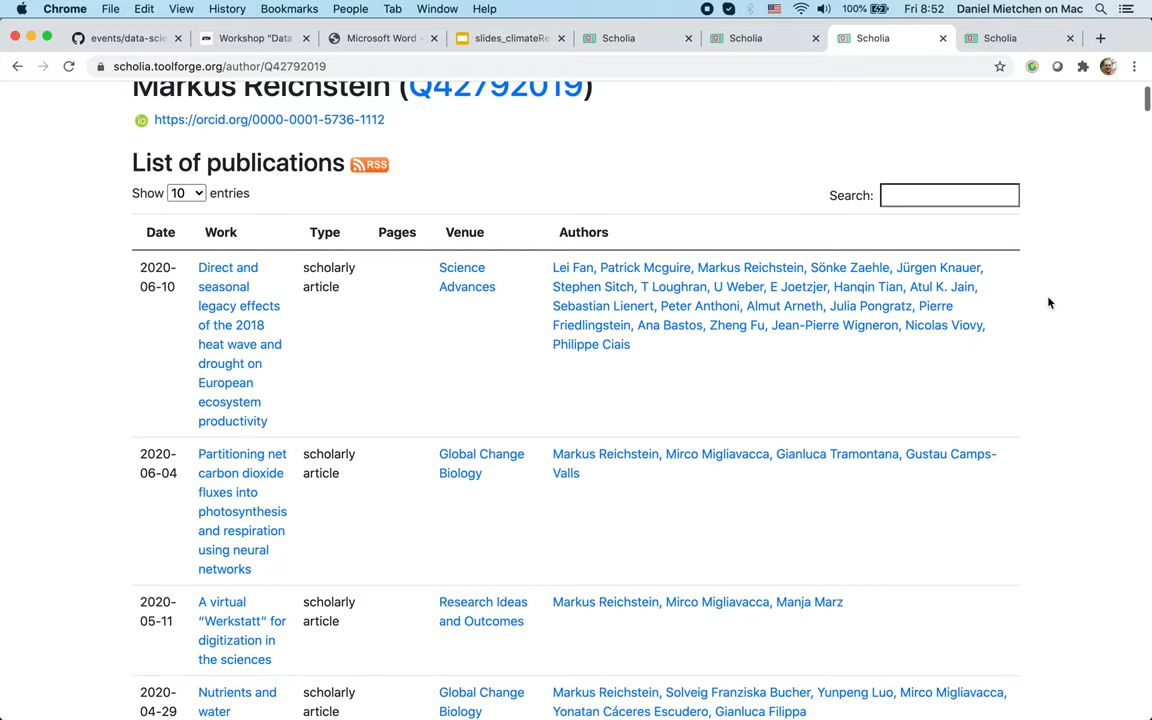 Chrome File Edit View History Bookmarks People Tab Window Help 100% Fri 8:52 Daniel Mietchen on Mac
events/data-scie Workshop "Data Microsoft Word - slides_climateRe Scholia Scholia Scholia Scholia
scholia.toolforge.org/author/Q42792019
Markus Reichstein (Q42792019)
iD https://orcid.org/0000-0001-5736-1112
List of publications RSS
Show 10 entries Search:
Date Work Type Pages Venue Authors
2020- Direct and scholarly Science Lei Fan, Patrick Mcguire, Markus Reichstein, Sönke Zaehle, Jürgen Knauer,
06-10 seasonal article Advances Stephen Sitch, T Loughran, U Weber, E Joetzjer, Hanqin Tian, Atul K. Jain,
legacy effects Sebastian Lienert, Peter Anthoni, Almut Arneth, Julia Pongratz, Pierre
of the 2018 Friedlingstein, Ana Bastos, Zheng Fu, Jean-Pierre Wigneron, Nicolas Viovy,
heat wave and Philippe Ciais
drought on
European
ecosystem
productivity
2020- Partitioning net scholarly Global Change Markus Reichstein, Mirco Migliavacca, Gianluca Tramontana, Gustau Camps-
06-04 carbon dioxide article Biology Valls
fluxes into
photosynthesis
and respiration
using neural
networks
2020- A virtual scholarly Research Ideas Markus Reichstein, Mirco Migliavacca, Manja Marz
05-11 “Werkstatt” for article and Outcomes
digitization in
the sciences
2020- Nutrients and scholarly Global Change Markus Reichstein, Solveig Franziska Bucher, Yunpeng Luo, Mirco Migliavacca,
04-29 water article Biology Yonatan Cáceres Escudero, Gianluca Filippa